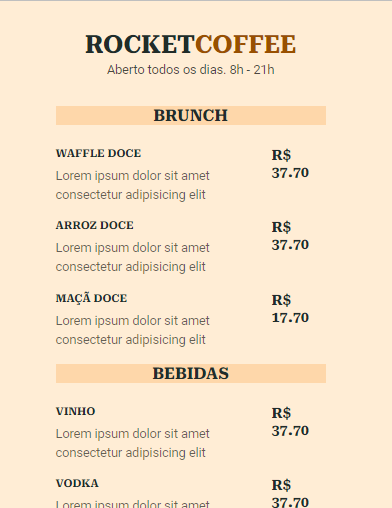 ROCKETCOFFEE
Aberto todos os dias. 8h - 21h
BRUNCH
WAFFLE DOCE
R$
37.70
Lorem ipsum dolor sit amet
consectetur adipisicing elit
ARROZ DOCE
R$
37.70
Lorem ipsum dolor sit amet
consectetur adipisicing elit
MAÇÃ DOCE
R$
17.70
Lorem ipsum dolor sit amet
consectetur adipisicing elit
BEBIDAS
VINHO
R$
37.70
Lorem ipsum dolor sit amet
consectetur adipisicing elit
VODKA
R$
37.70
Lorem ipsum dolor sit amet